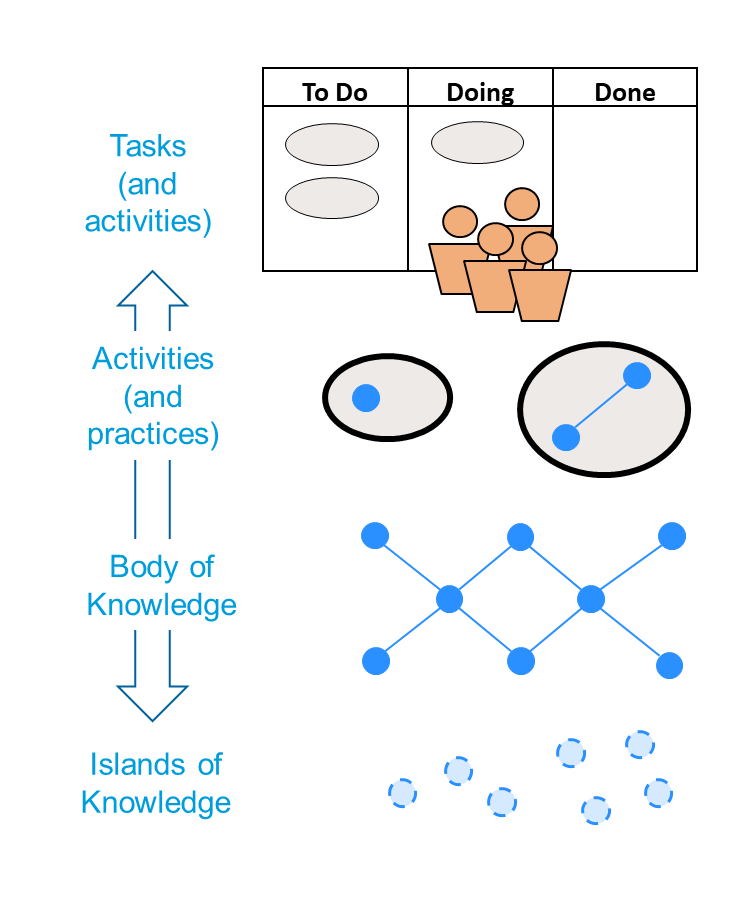 To Do Doing Done
Tasks
(and
activities)
Activities
(and
practices)
Body of
Knowledge
Islands of
Knowledge